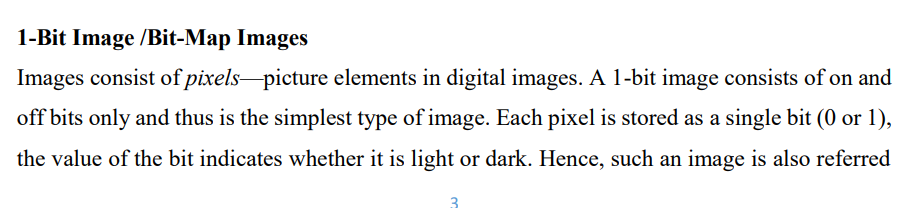 1-Bit Image /Bit-Map Images
Images consist of pixels—picture elements in digital images. A 1-bit image consists of on and
off bits only and thus is the simplest type of image. Each pixel is stored as a single bit (0 or 1),
the value of the bit indicates whether it is light or dark. Hence, such an image is also referred
3